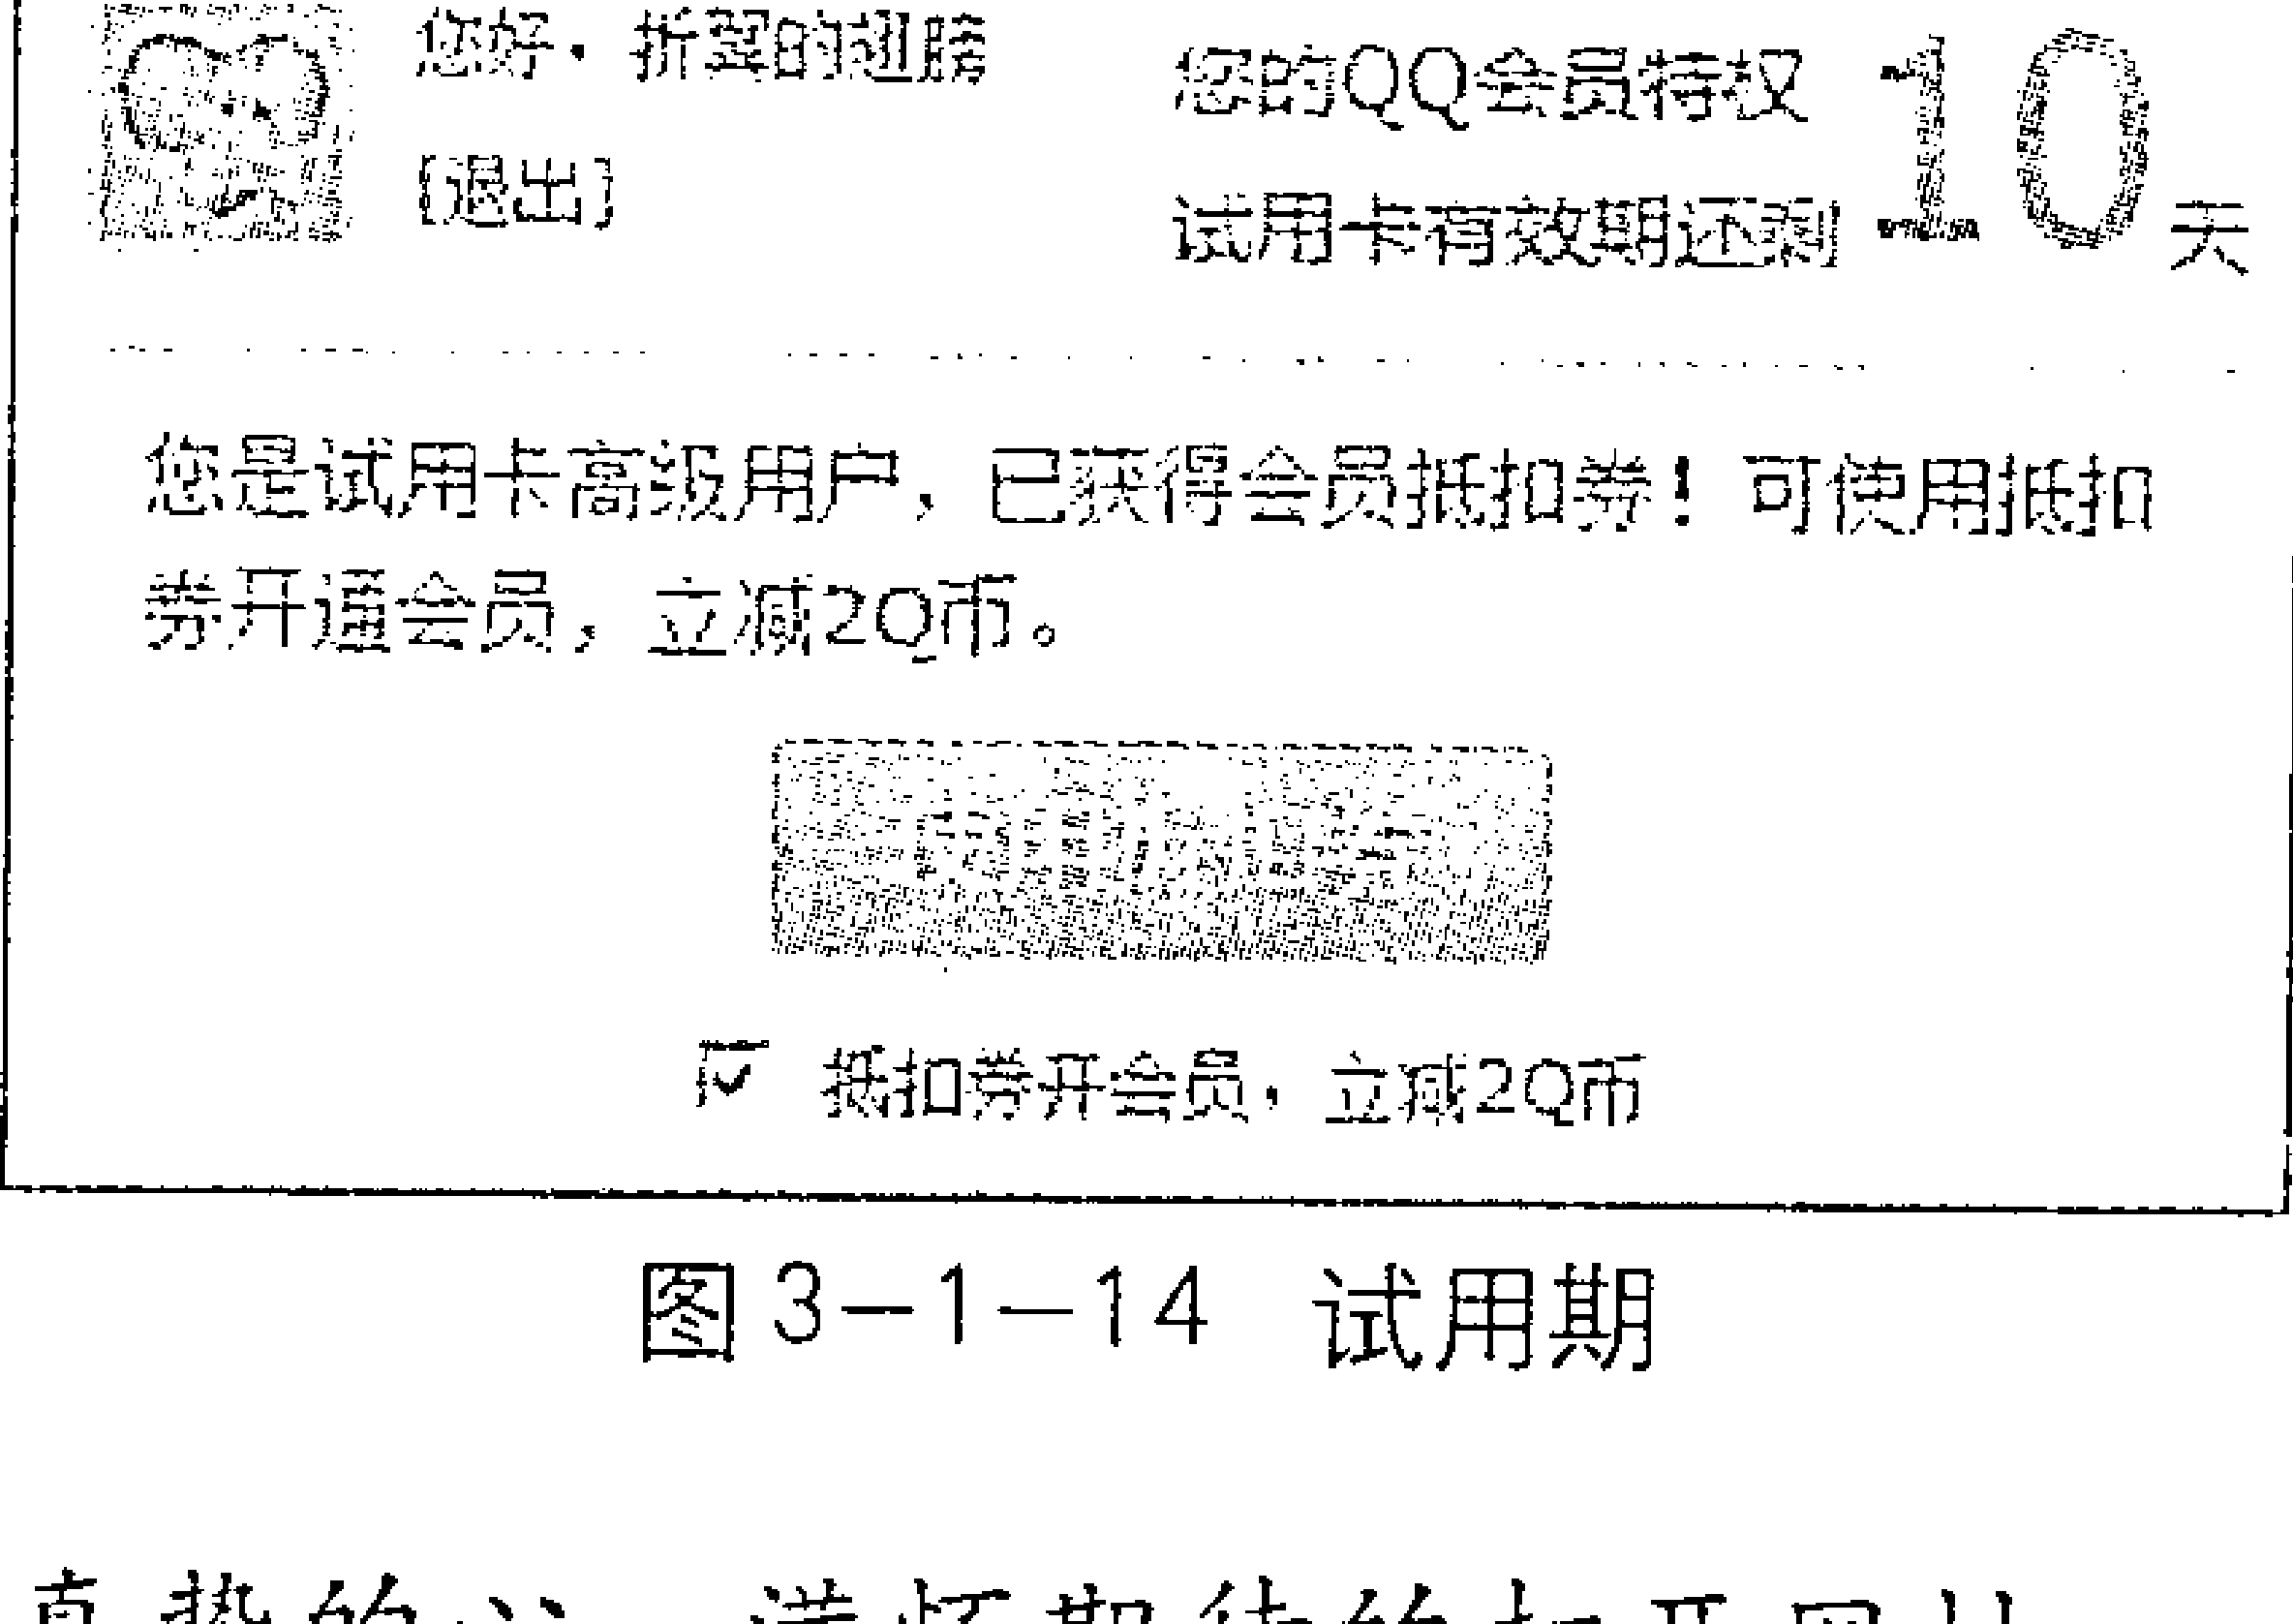 您好，折翼的翅膀
[退出]
您的QQ会员特权
试用卡有效期还剩 10 天
您是试用卡高级用户，已获得会员抵扣券！可使用抵扣
券开通会员，立减2Q币。
抵扣券开会员，立减2Q币
图3-1-14 试用期